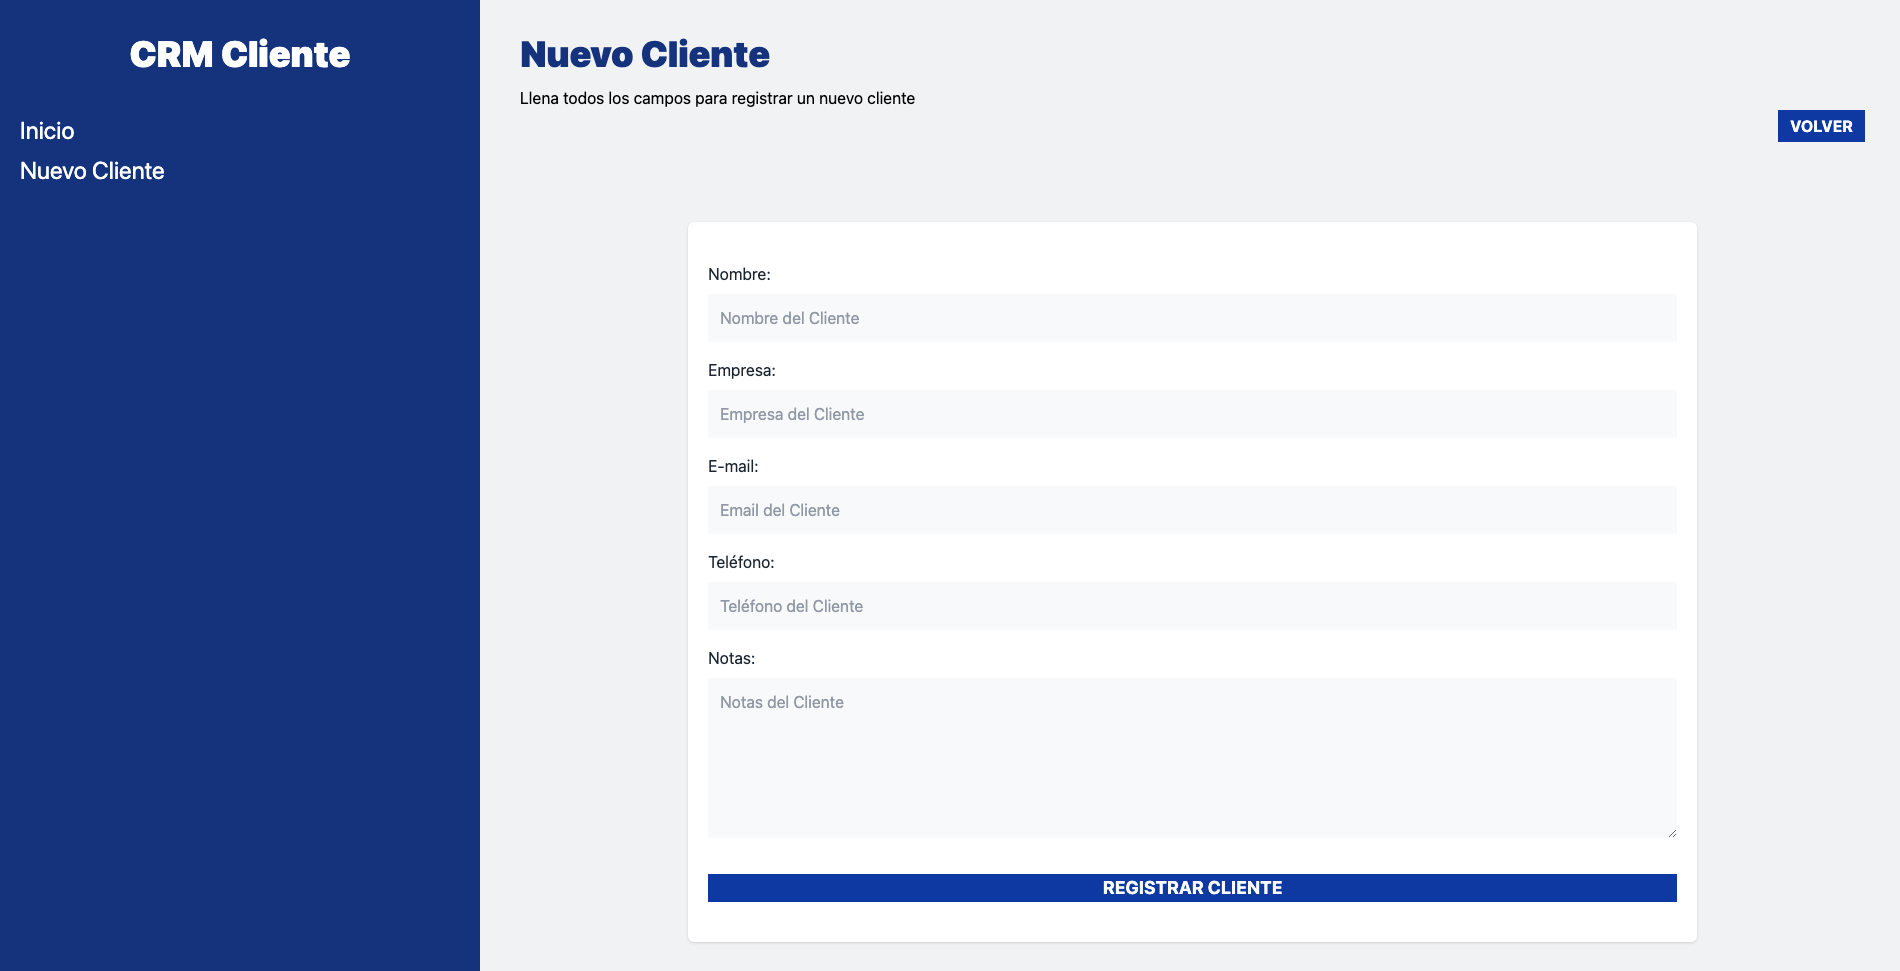 CRM Cliente
Inicio
Nuevo Cliente
Nuevo Cliente
Llena todos los campos para registrar un nuevo cliente
VOLVER
Nombre:
Nombre del Cliente
Empresa:
Empresa del Cliente
E-mail:
Email del Cliente
Teléfono:
Teléfono del Cliente
Notas:
Notas del Cliente
REGISTRAR CLIENTE